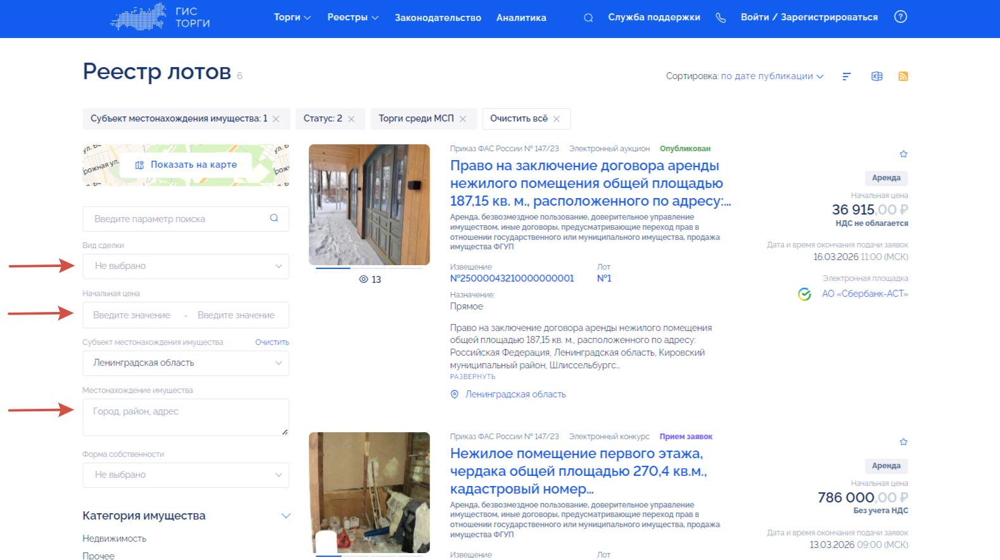 ГИС
ТОРГИ
Торги
Реестры
Законодательство
Аналитика
Служба поддержки
Войти / Зарегистрироваться
?
Реестр лотов 6
Сортировка: по дате публикации
Субъект местонахождения имущества: 1
Статус: 2
Торги среди МСП
Очистить всё
Показать на карте
рожная ул.
Введите параметр поиска
Вид сделки
Не выбрано
Начальная цена
Введите значение - Введите значение
Субъект местонахождения имущества Очистить
Ленинградская область
Местонахождение имущества
Город, район, адрес
Форма собственности
Не выбрано
Категория имущества
Недвижимость
Прочее
13
Приказ ФАС России № 147/23 Электронный аукцион Опубликован
Право на заключение договора аренды
нежилого помещения общей площадью
187,15 кв. м., расположенного по адресу:...
Аренда, безвозмездное пользование, доверительное управление
имуществом, иные договоры, предусматривающие переход прав в
отношении государственного или муниципального имущества, продажа
имущества ФГУП
Извещение Лот
№25000043210000000001 №1
Назначение:
Прямое
Право на заключение договора аренды нежилого помещения
общей площадью 187,15 кв. м., расположенного по адресу:
Российская Федерация, Ленинградская область, Кировский
муниципальный район, Шлиссельбургс...
РАЗВЕРНУТЬ
Ленинградская область
Аренда
Начальная цена
36 915,00 ₽
НДС не облагается
Дата и время окончания подачи заявок
16.03.2026 11:00 (МСК)
Электронная площадка
АО «Сбербанк-АСТ»
Приказ ФАС России № 147/23 Электронный конкурс Прием заявок
Нежилое помещение первого этажа,
чердака общей площадью 270,4 кв.м.,
кадастровый номер...
Аренда, безвозмездное пользование, доверительное управление
имуществом, иные договоры, предусматривающие переход прав в
отношении государственного или муниципального имущества, продажа
имущества ФГУП
Извещение Лот
Аренда
Начальная цена
786 000,00 ₽
Без учета НДС
Дата и время окончания подачи заявок
13.03.2026 09:00 (МСК)